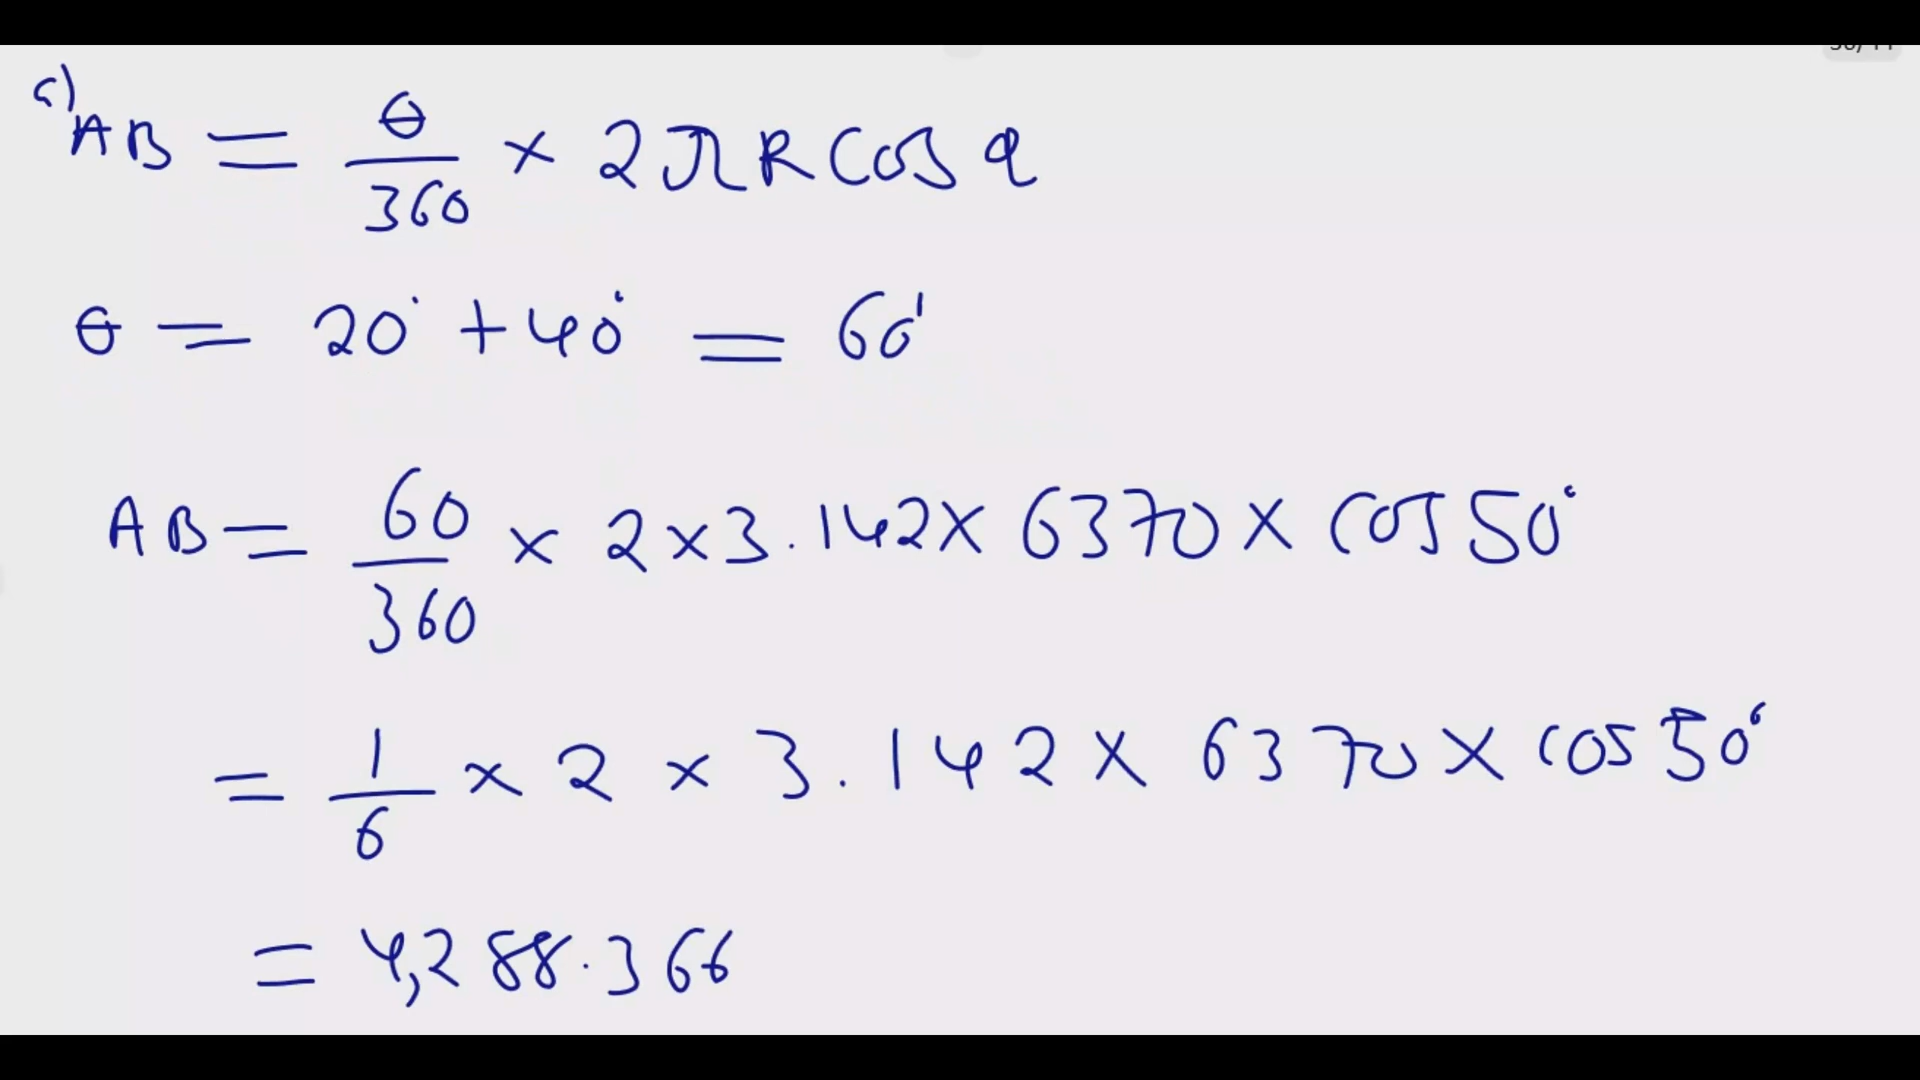 a)
AB = θ/360 × 2πR Cos α
θ = 20° + 40° = 60°
AB = 60/360 × 2 × 3.142 × 6370 × Cos 50°
= 1/6 × 2 × 3.142 × 6370 × cos 50°
= 4,288.366